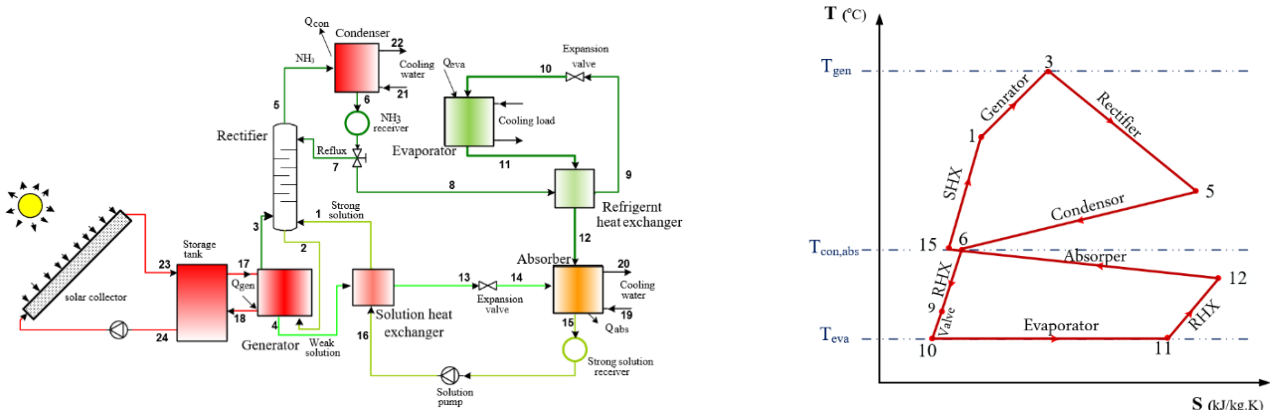 Qcon
Condenser
22
NH3
Cooling
water
21
6
5
NH3
receiver
Rectifier
Reflux
7
Expansion
valve
10
Qeva
Cooling load
Evaporator
11
9
8
Refrigernt
heat exchanger
Strong
solution
1
3
2
12
Storage
tank
23
17
Qgen
18
24
solar collector
4
Generator
Weak
solution
Solution heat
exchanger
16
13
14
Expansion
valve
Absorber
20
Cooling
water
19
15
Qabs
Strong solution
receiver
Solution
pump
T (°C)
Tgen
3
Genrator
Rectifier
1
SHX
5
Condensor
Tcon,abs
15
6
Absorper
RHX
12
9
Valve
RHX
Teva
Evaporator
10
11
S (kJ/kg.K)